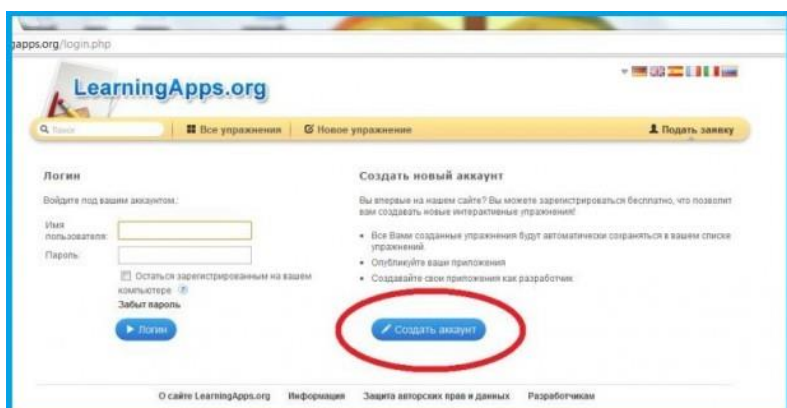 gapps.org/login.php
LearningApps.org
Поиск
Все упражнения
Новое упражнение
Подать заявку
Логин
Войдите под вашим аккаунтом.:
Имя
пользователя:
Пароль:
Остаться зарегистрированным на вашем
компьютере
Забыт пароль
Логин
Создать новый аккаунт
Вы впервые на нашем сайте? Вы можете зарегистрироваться бесплатно, что позволит
вам создавать новые интерактивные упражнения!
Все Вами созданные упражнения будут автоматически сохраняться в вашем списке
упражнений.
Опубликуйте ваши приложения
Создавайте свои приложения как разработчик
Создать аккаунт
О сайте LearningApps.org Информация Защита авторских прав и данных Разработчикам